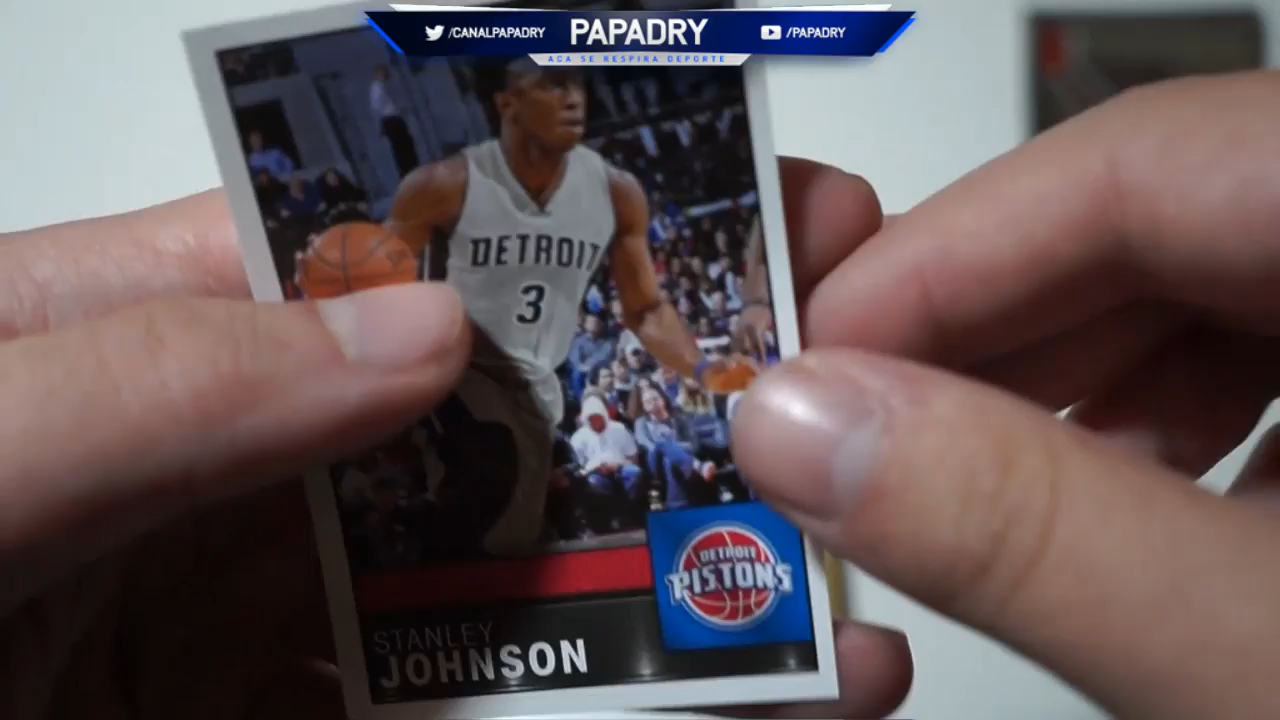 /CANALPAPADRY
PAPADRY
/PAPADRY
ACA SE RESPIRA DEPORTE
DETROIT
3
DETROIT
PISTONS
STANLEY
JOHNSON